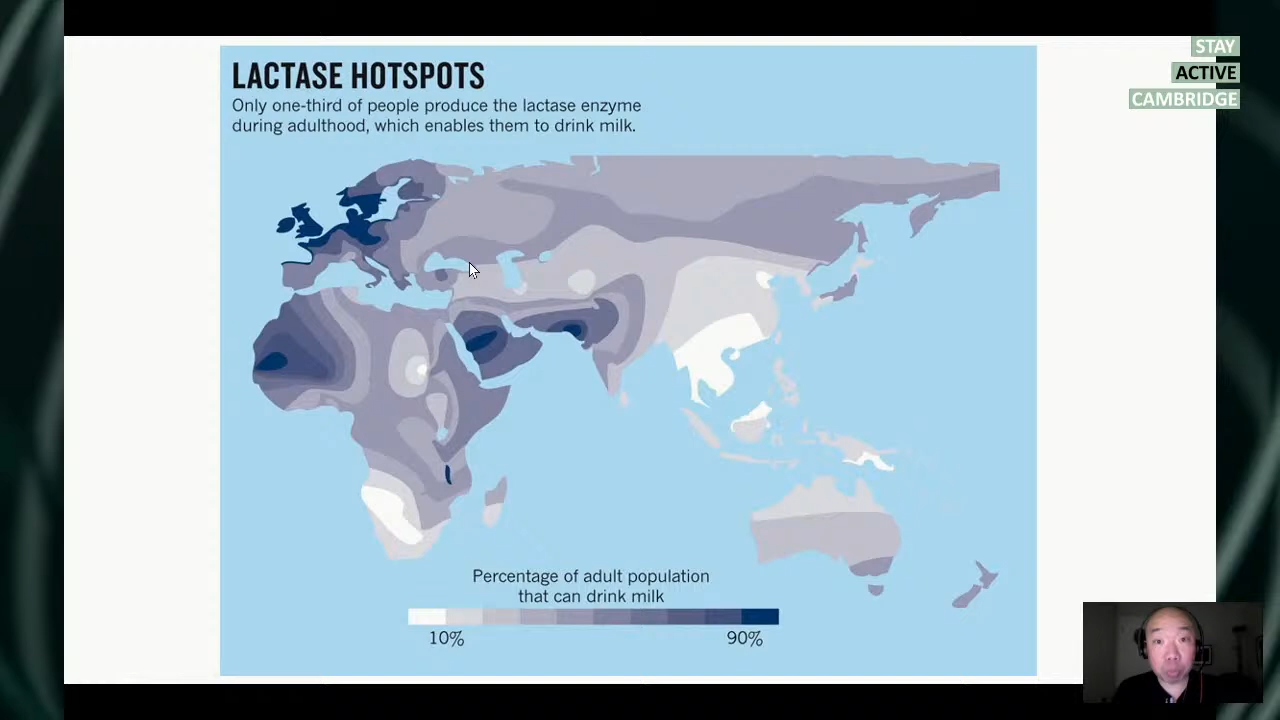 LACTASE HOTSPOTS
Only one-third of people produce the lactase enzyme
during adulthood, which enables them to drink milk.
Percentage of adult population
that can drink milk
10% 90%
STAY
ACTIVE
CAMBRIDGE